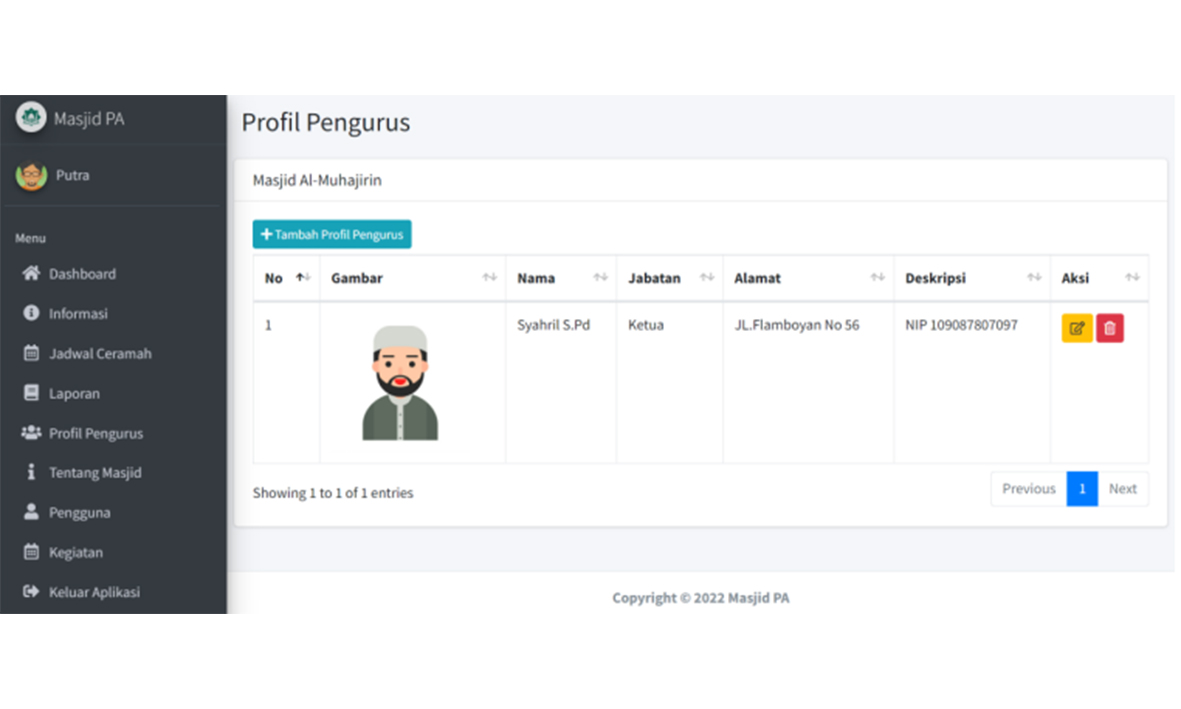 Masjid PA
Putra
Menu
Dashboard
Informasi
Jadwal Ceramah
Laporan
Profil Pengurus
Tentang Masjid
Pengguna
Kegiatan
Keluar Aplikasi
Profil Pengurus
Masjid Al-Muhajirin
+ Tambah Profil Pengurus
No Gambar Nama Jabatan Alamat Deskripsi Aksi
1 Syahril S.Pd Ketua JL.Flamboyan No 56 NIP 109087807097
Showing 1 to 1 of 1 entries
Previous 1 Next
Copyright © 2022 Masjid PA